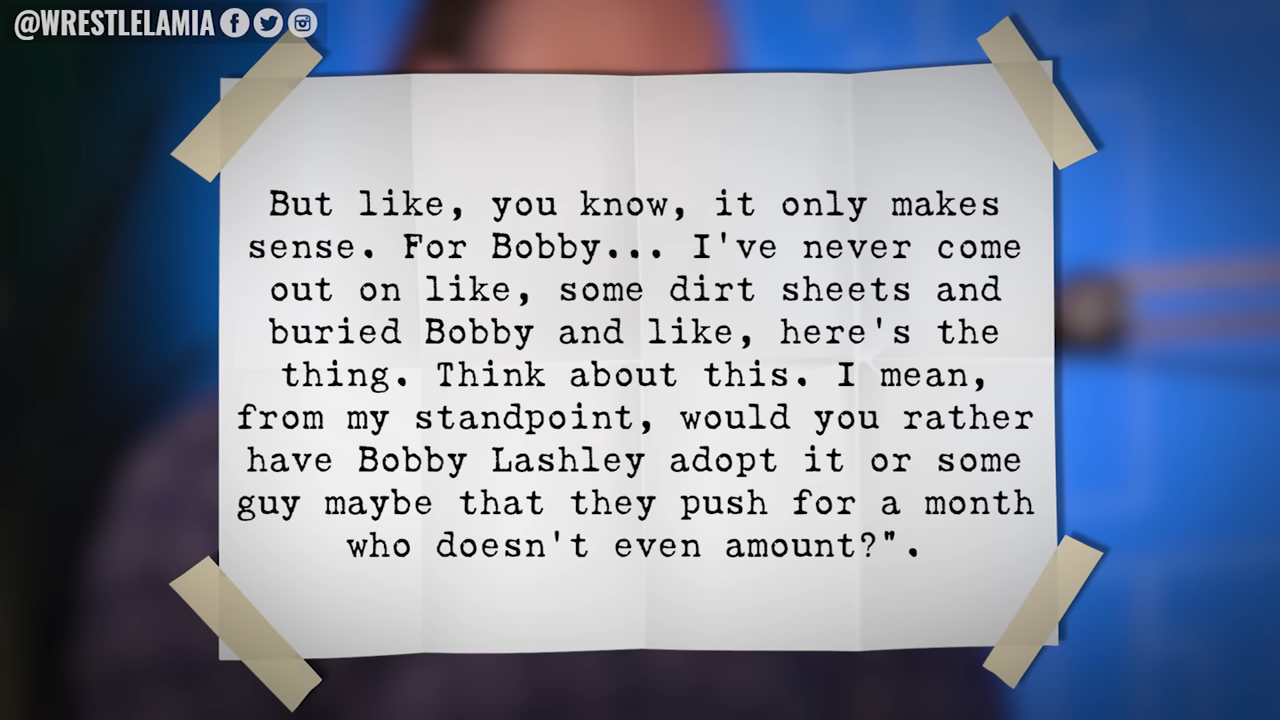 @WRESTLELAMIA
But like, you know, it only makes
sense. For Bobby... I've never come
out on like, some dirt sheets and
buried Bobby and like, here's the
thing. Think about this. I mean,
from my standpoint, would you rather
have Bobby Lashley adopt it or some
guy maybe that they push for a month
who doesn't even amount?".